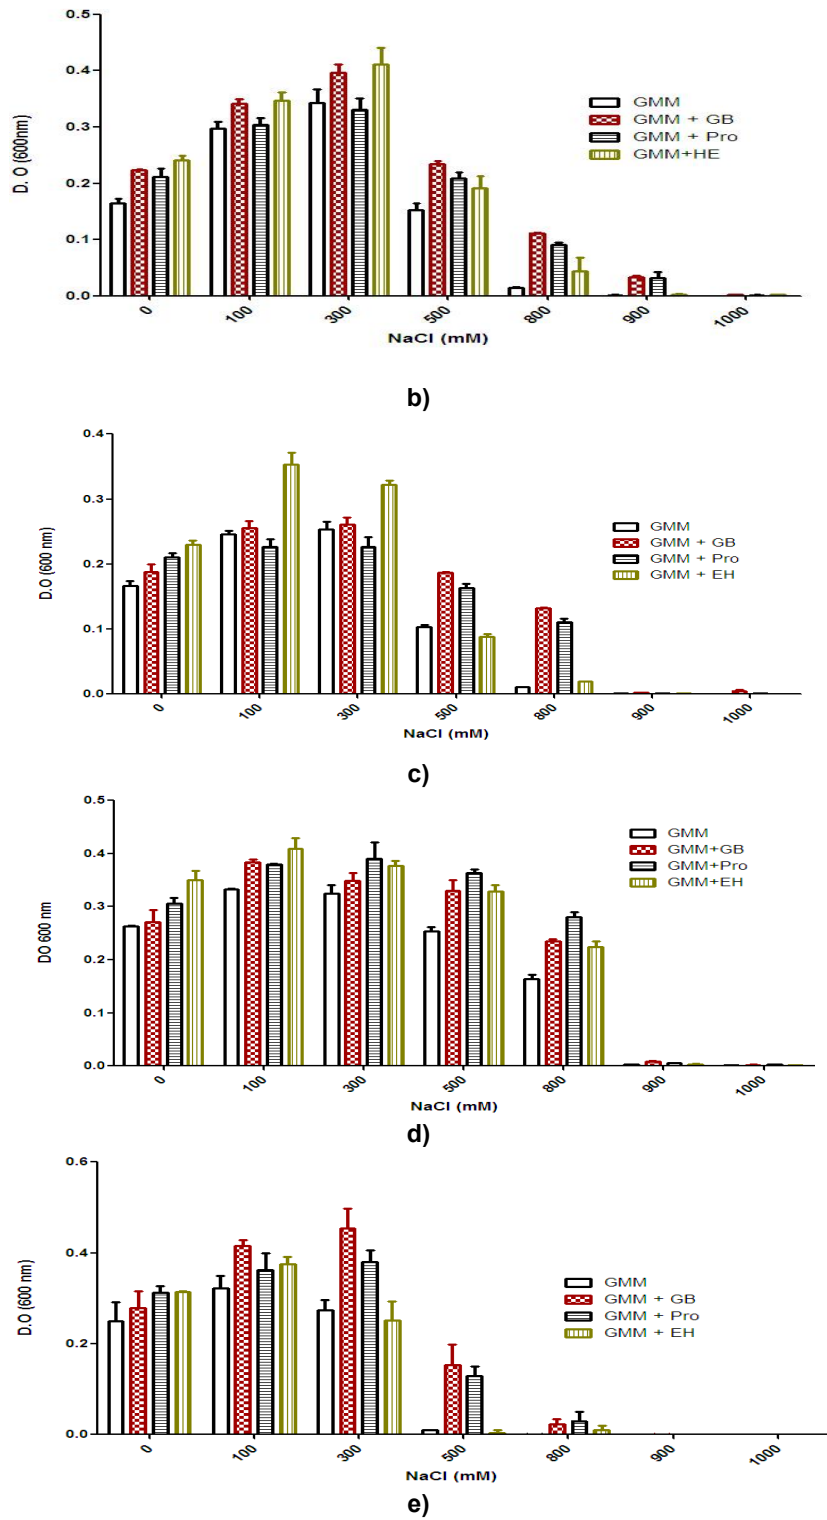 0.5
0.4
0.3
0.2
0.1
0.0
D. O (600nm)
GMM
GMM + GB
GMM + Pro
GMM+HE
0 100 300 500 800 900 1000
NaCl (mM)
b)
0.4
0.3
0.2
0.1
0.0
D.O (600 nm)
GMM
GMM + GB
GMM + Pro
GMM + EH
0 100 300 500 800 900 1000
NaCl (mM)
c)
0.5
0.4
0.3
0.2
0.1
0.0
DO 600 nm
GMM
GMM+GB
GMM+Pro
GMM+EH
0 100 300 500 800 900 1000
NaCl (mM)
d)
0.6
0.4
0.2
0.0
D.O (600 nm)
GMM
GMM + GB
GMM + Pro
GMM + EH
0 100 300 500 800 900 1000
NaCl (mM)
e)